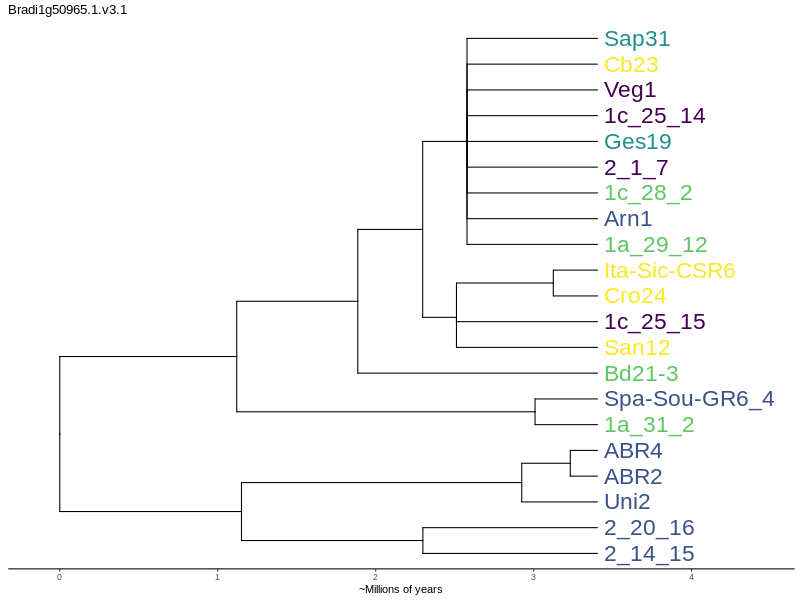 Bradi1g50965.1.v3.1
Sap31
Cb23
Veg1
1c_25_14
Ges19
2_1_7
1c_28_2
Arn1
1a_29_12
Ita-Sic-CSR6
Cro24
1c_25_15
San12
Bd21-3
Spa-Sou-GR6_4
1a_31_2
ABR4
ABR2
Uni2
2_20_16
2_14_15
0 1 2 3 4
~Millions of years